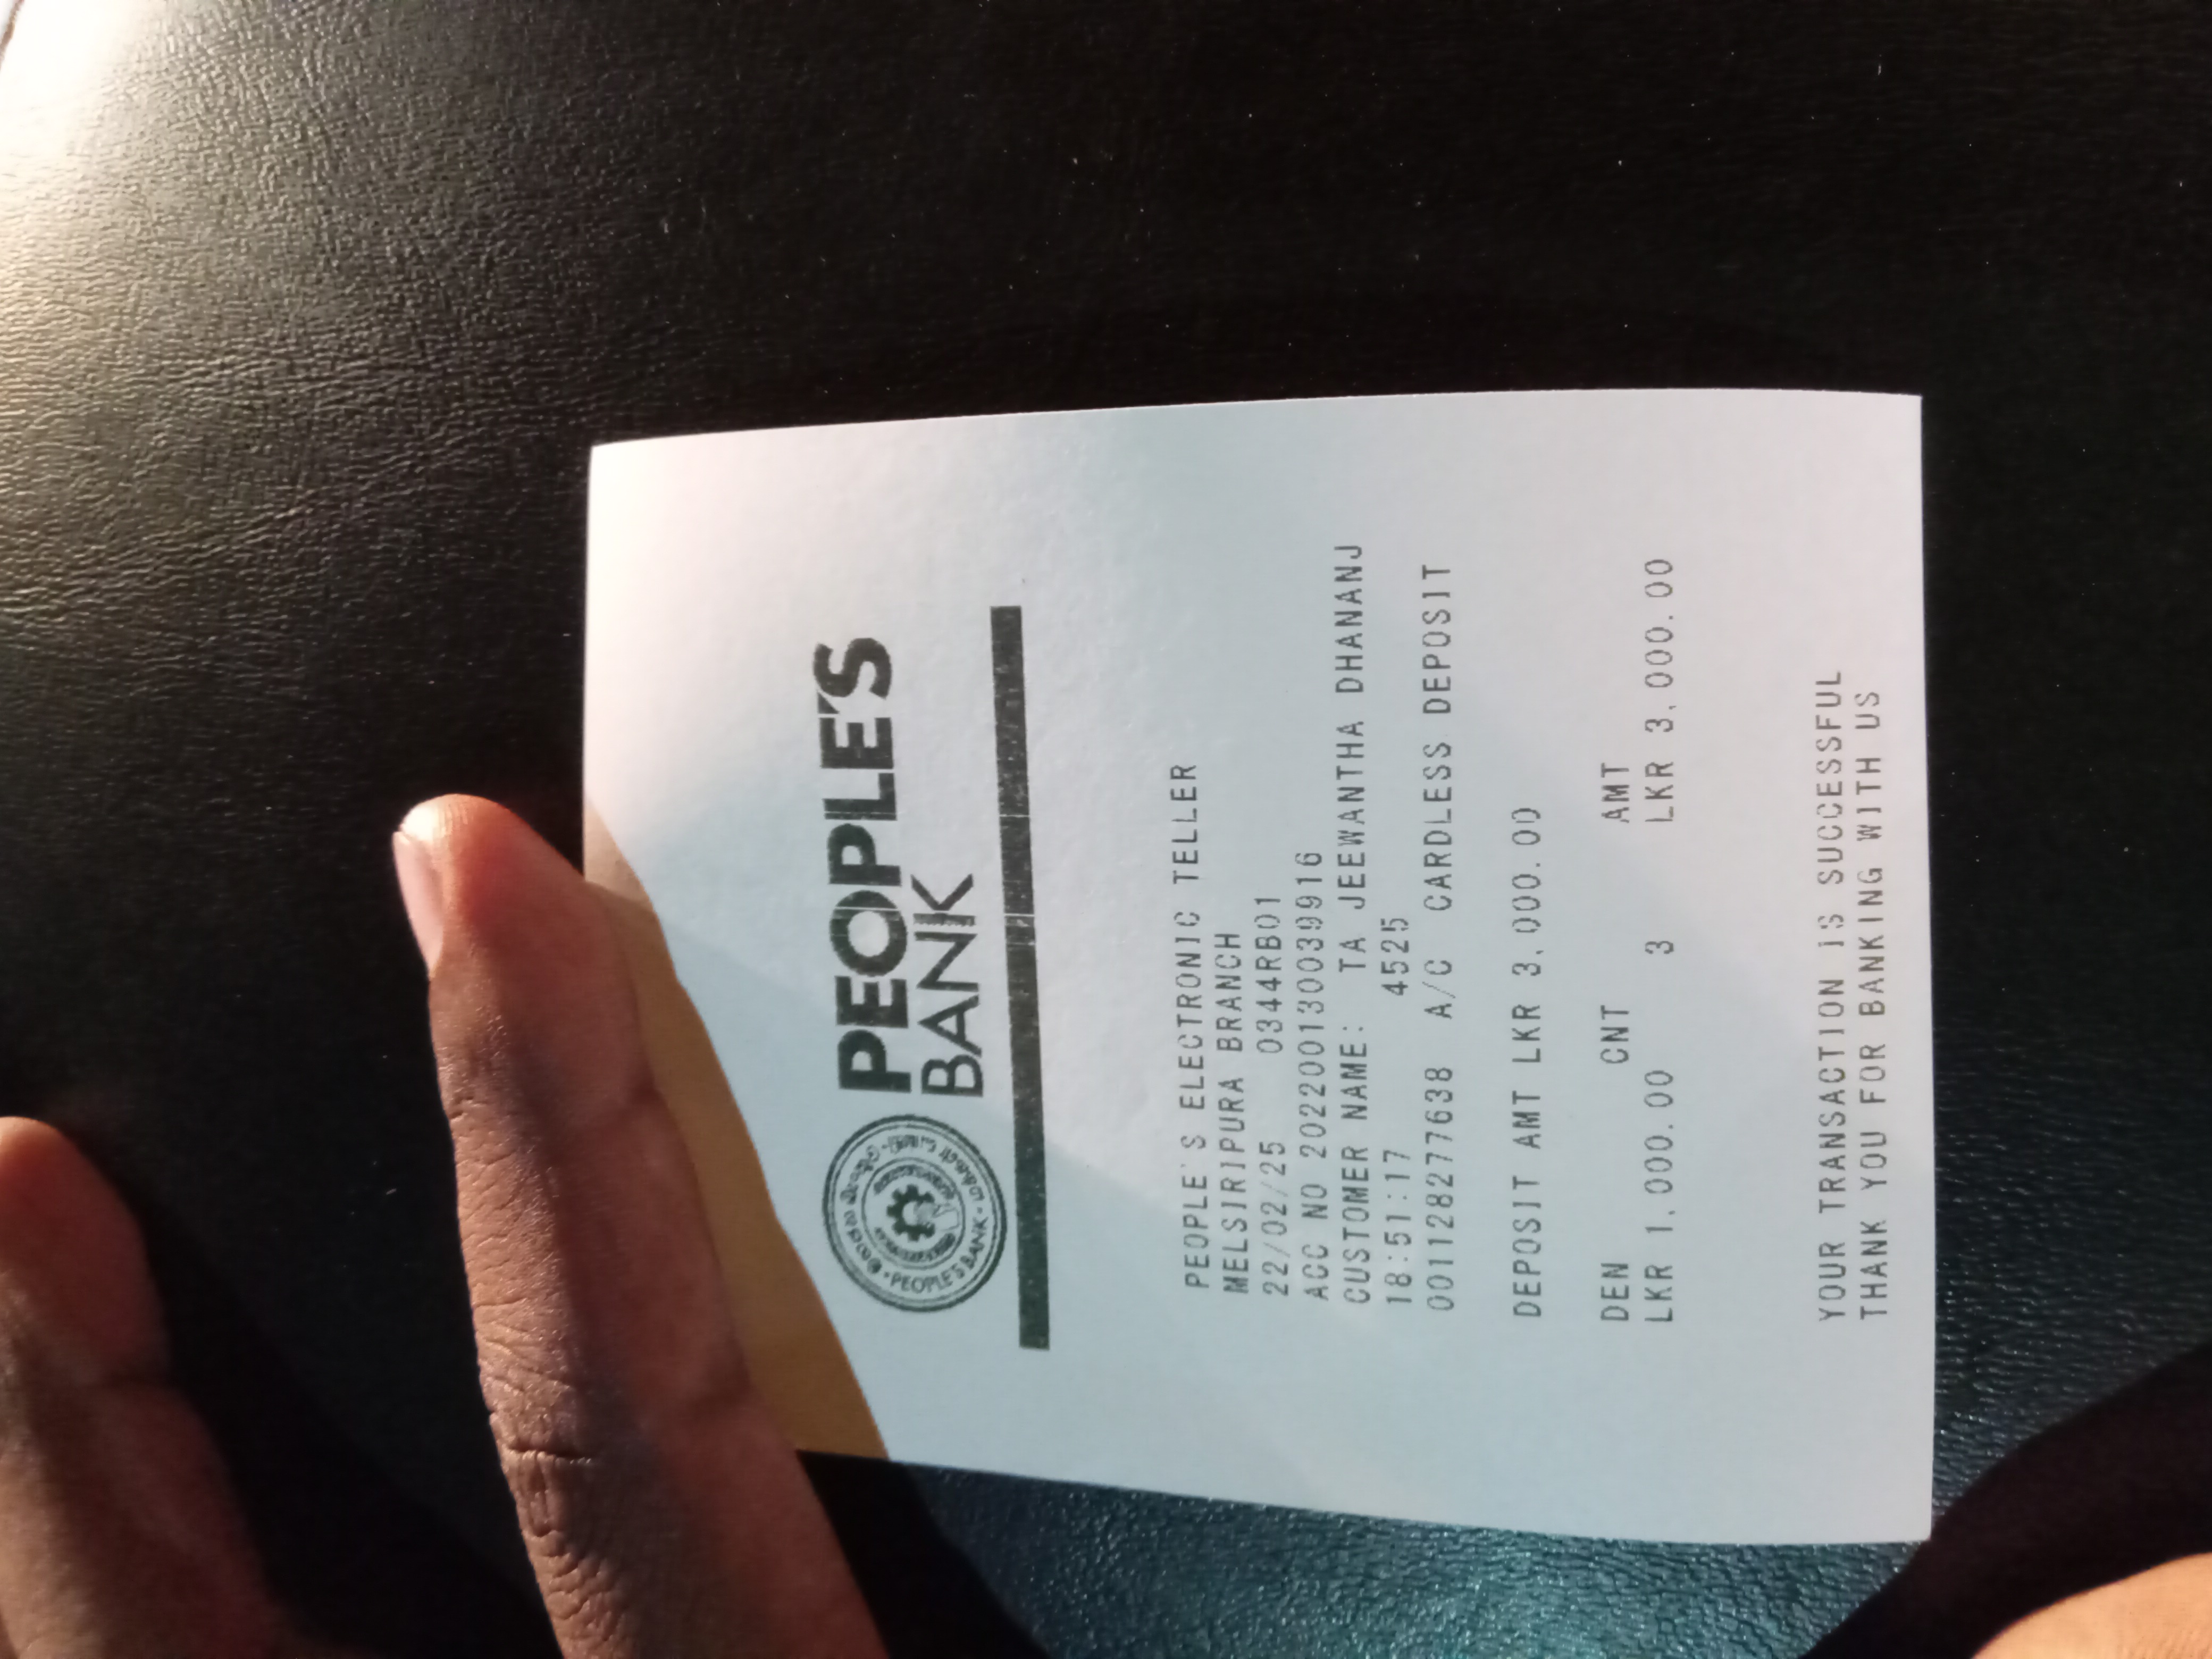 PEOPLE'S
BANK
PEOPLE'S BANK
PEOPLE'S ELECTRONIC TELLER
MELSIRIPURA BRANCH
22/02/25 0344RB01
ACC NO 202200130039916
CUSTOMER NAME: TA JEEWANTHA DHANANJ
18:51:17 4525
001128277638 A/C CARDLESS DEPOSIT
DEPOSIT AMT LKR 3,000.00
DEN CNT AMT
LKR 1,000.00 3 LKR 3,000.00
YOUR TRANSACTION IS SUCCESSFUL
THANK YOU FOR BANKING WITH US